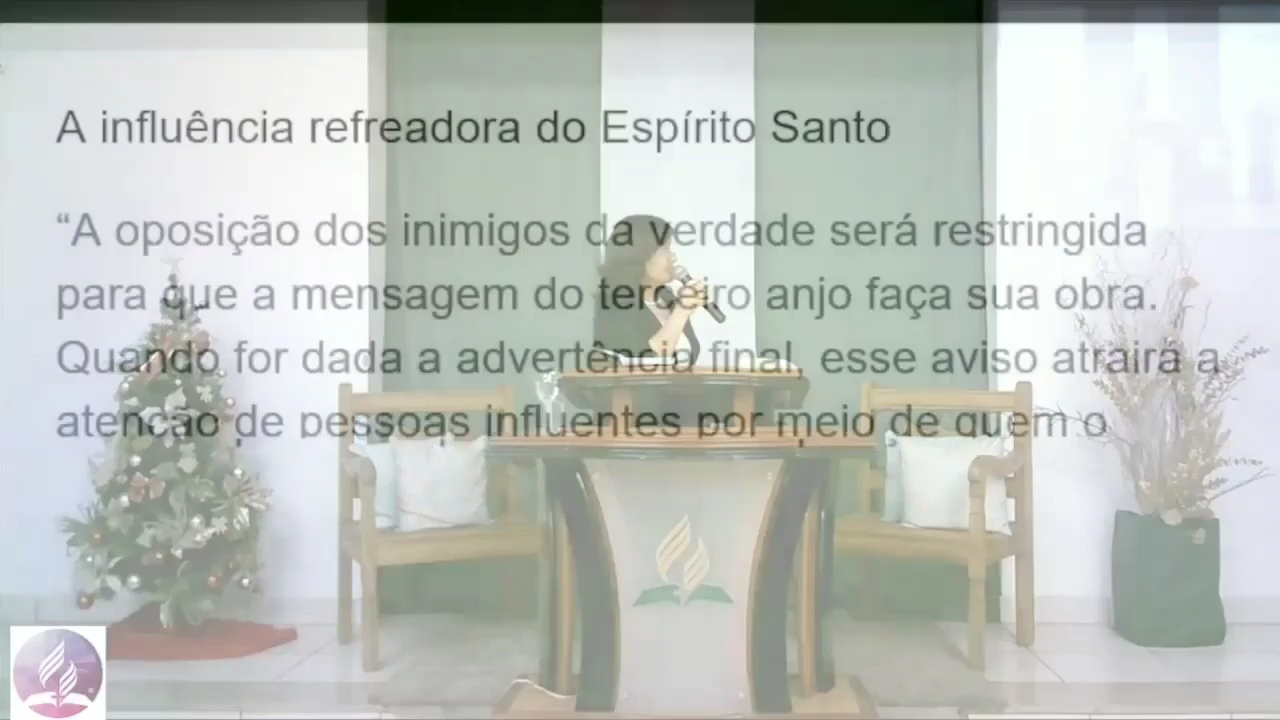 A influência refreadora do Espírito Santo
“A oposição dos inimigos da verdade será restringida
para que a mensagem do terceiro anjo faça sua obra.
Quando for dada a advertência final, esse aviso atrairá a
atenção de pessoas influentes por meio de quem o